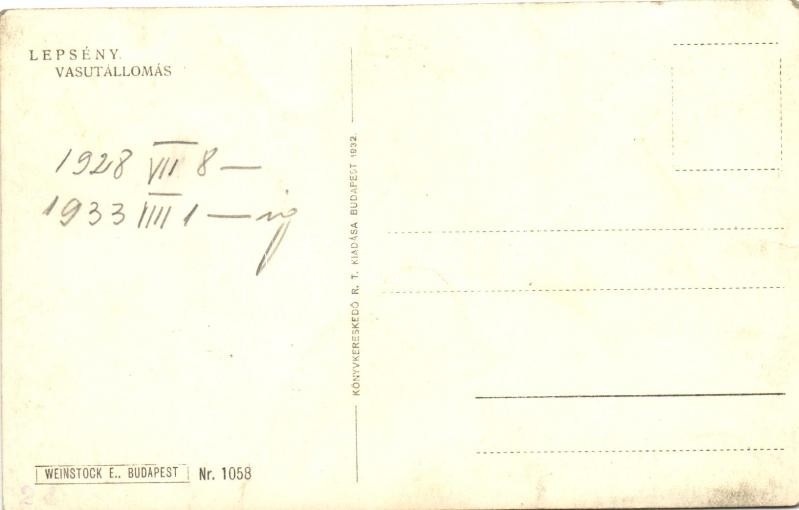 LEPSÉNY.
VASUTÁLLOMÁS
1928 VII 8 —
1933 IIII 1 — ig
KÖNYVKERESKEDŐ R. T. KIADÁSA BUDAPEST 1932.
WEINSTOCK E., BUDAPEST Nr. 1058